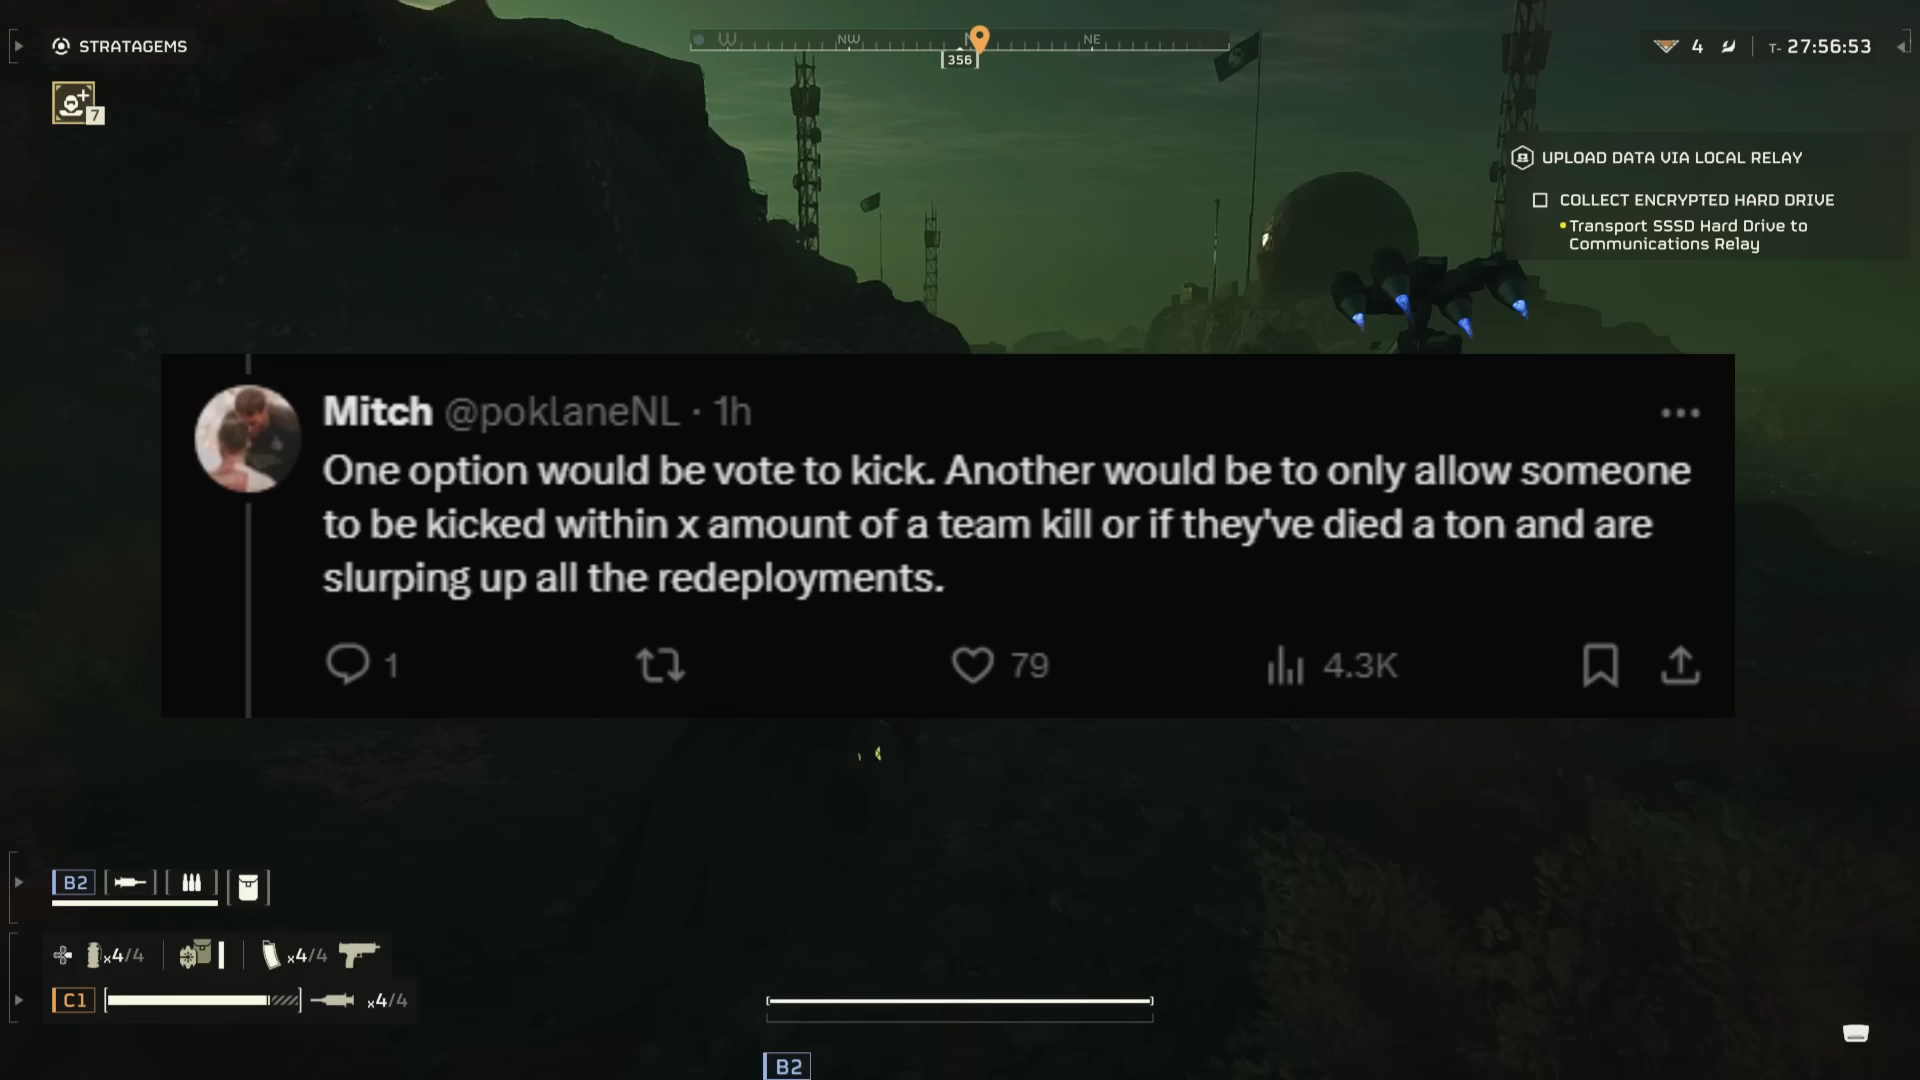 STRATAGEMS
7
W NW N NE
356
4 T- 27:56:53
UPLOAD DATA VIA LOCAL RELAY
COLLECT ENCRYPTED HARD DRIVE
Transport SSSD Hard Drive to
Communications Relay
Mitch @poklaneNL · 1h
One option would be vote to kick. Another would be to only allow someone
to be kicked within x amount of a team kill or if they've died a ton and are
slurping up all the redeployments.
1 79 4.3K
B2
x4/4 x4/4
C1 x4/4
B2